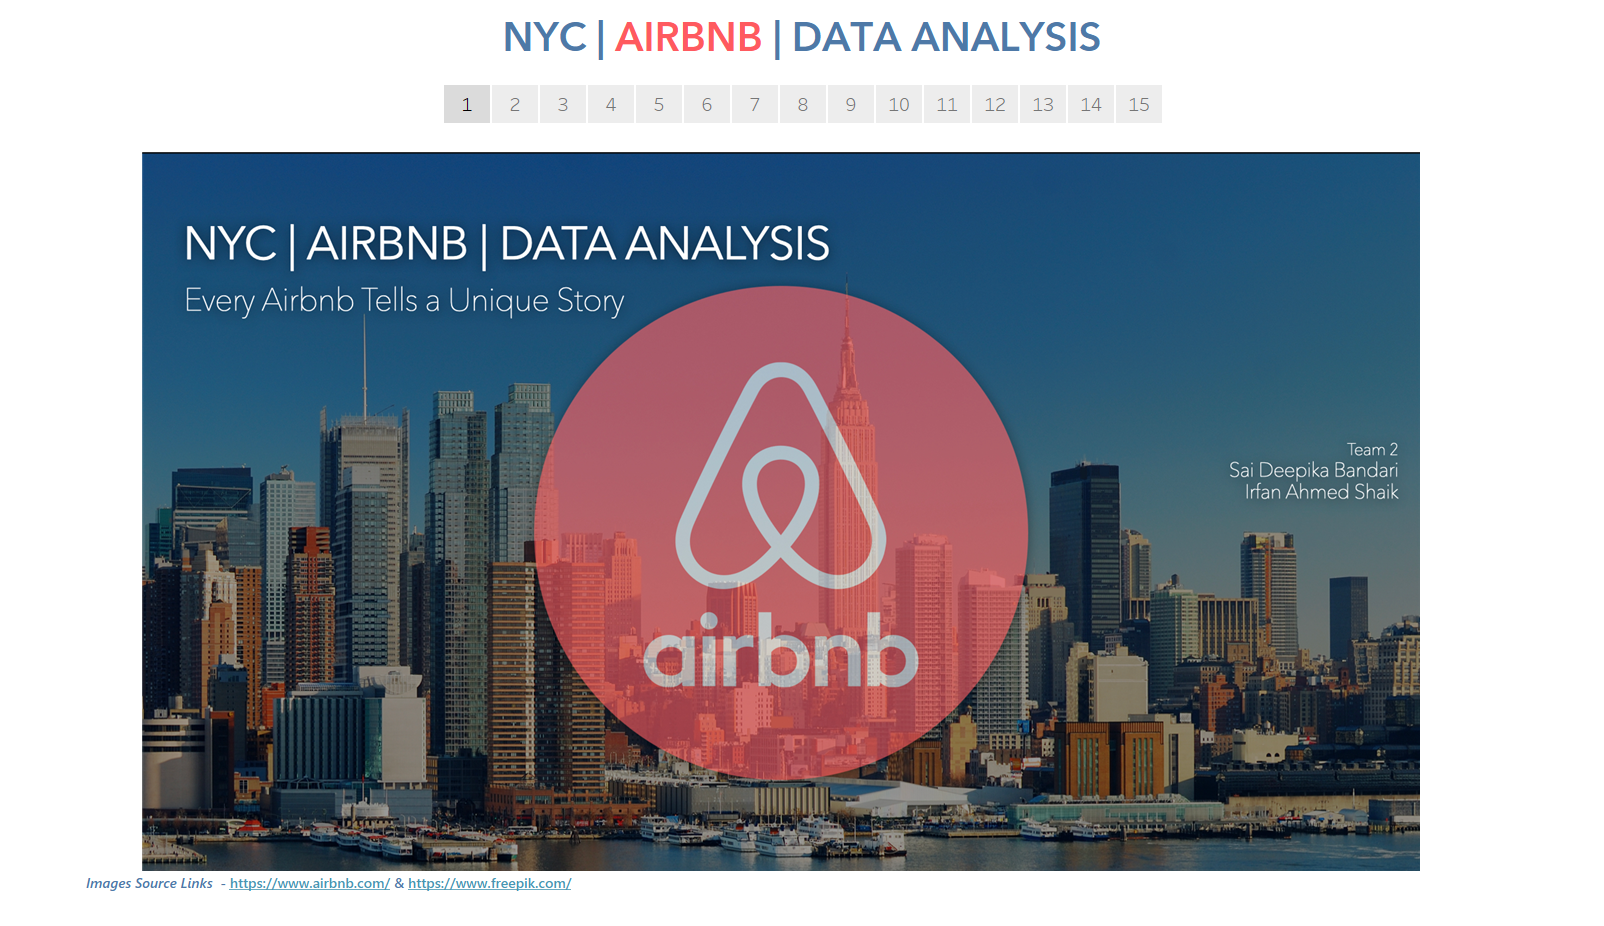 NYC | AIRBNB | DATA ANALYSIS
1 2 3 4 5 6 7 8 9 10 11 12 13 14 15
NYC | AIRBNB | DATA ANALYSIS
Every Airbnb Tells a Unique Story
airbnb
Team 2
Sai Deepika Bandari
Irfan Ahmed Shaik
Images Source Links - https://www.airbnb.com/ & https://www.freepik.com/